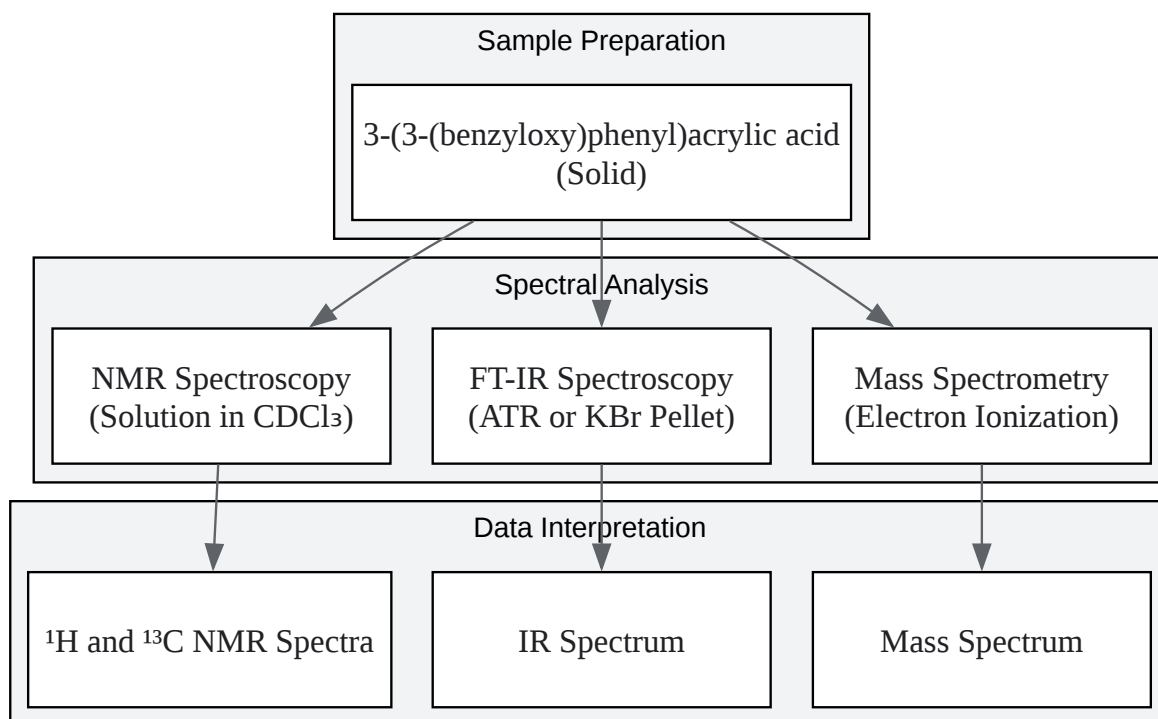 Sample Preparation
3-(3-(benzyloxy)phenyl)acrylic acid
(Solid)
Spectral Analysis
NMR Spectroscopy
(Solution in CDCl₃)
FT-IR Spectroscopy
(ATR or KBr Pellet)
Mass Spectrometry
(Electron Ionization)
Data Interpretation
¹H and ¹³C NMR Spectra
IR Spectrum
Mass Spectrum